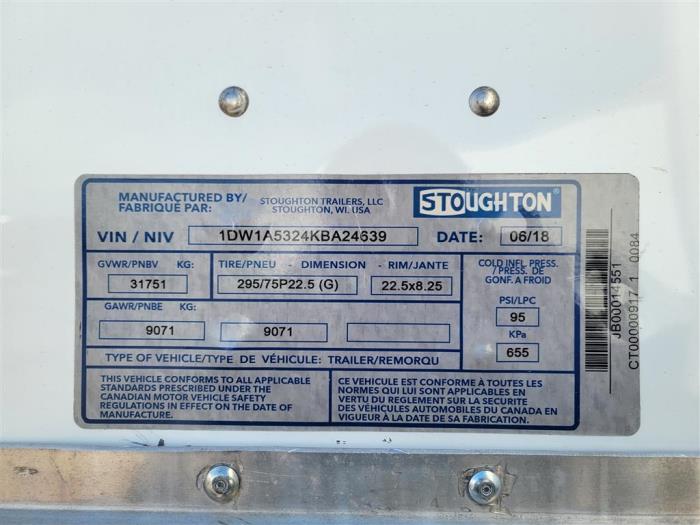 MANUFACTURED BY/ STOUGHTON TRAILERS, LLC STOUGHTON
FABRIQUÉ PAR: STOUGHTON, WI. USA
VIN / NIV 1DW1A5324KBA24639 DATE: 06/18
GVWR/PNBV KG: TIRE/PNEU - DIMENSION - RIM/JANTE COLD INFL. PRESS.
/ PRESS. DE
GONF. A FROID
31751 295/75P22.5 (G) 22.5x8.25
GAWR/PNBE KG: PSI/LPC
9071 9071 95
KPa
655
TYPE OF VEHICLE/TYPE DE VÉHICULE: TRAILER/REMORQU
THIS VEHICLE CONFORMS TO ALL APPLICABLE
STANDARDS PRESCRIBED UNDER THE
CANADIAN MOTOR VEHICLE SAFETY
REGULATIONS IN EFFECT ON THE DATE OF
MANUFACTURE.
CE VEHICULE EST CONFORME À TOUTES LES
NORMES QUI LUI SONT APPLICABLES EN
VERTU DU REGLEMENT SUR LA SECURITE
DES VÉHICULES AUTOMOBILES DU CANADA EN
VIGUEUR À LA DATE DE SA FABRICATION.
CT00000917 1 0084